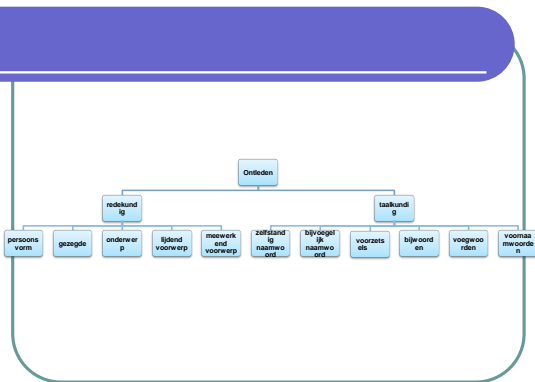 Ontleden
redekund
ig
taalkundi
g
persoons
vorm
gezegde
onderwer
p
lijdend
voorwerp
meewerk
end
voorwerp
zelfstand
ig
naamwo
ord
bijvoegel
ijk
naamwo
ord
voorzets
els
bijwoord
en
voegwoo
rden
voornaa
mwoorde
n